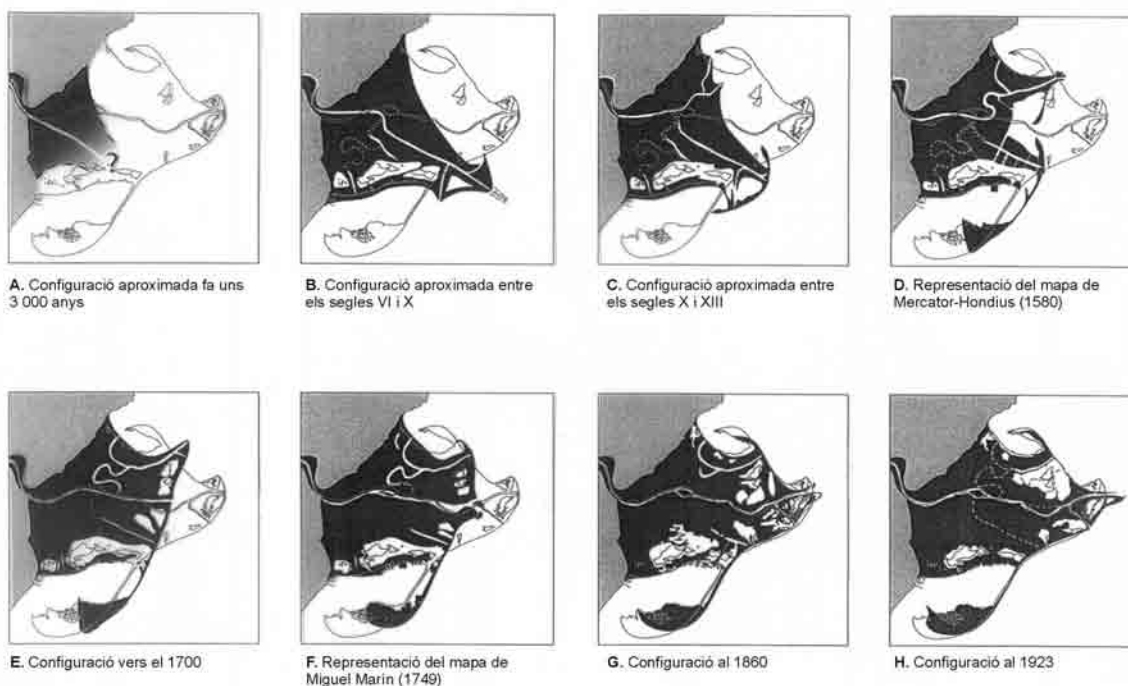 A. Configuració aproximada fa uns
3 000 anys
B. Configuració aproximada entre
els segles VI i X
C. Configuració aproximada entre
els segles X i XIII
D. Representació del mapa de
Mercator-Hondius (1580)
?
E. Configuració vers el 1700
F. Representació del mapa de
Miguel Marín (1749)
G. Configuració al 1860
H. Configuració al 1923